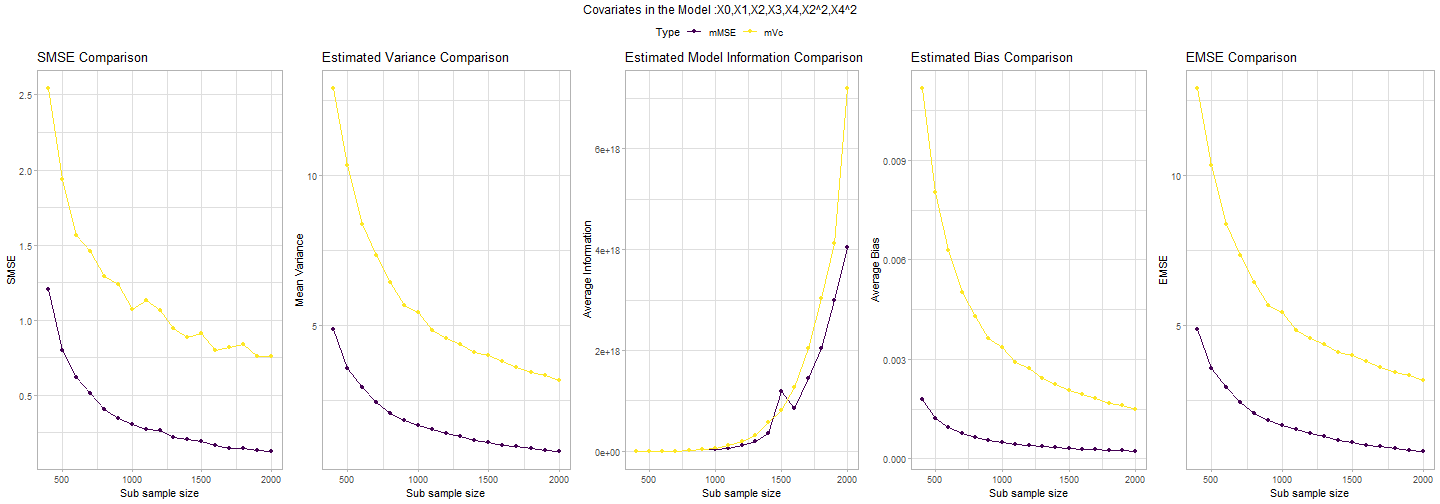 Covariates in the Model :X0,X1,X2,X3,X4,X2^2,X4^2
Type mMSE mVc
SMSE Comparison
SMSE
2.5
2.0
1.5
1.0
0.5
500 1000 1500 2000
Sub sample size
Estimated Variance Comparison
Mean Variance
10
5
500 1000 1500 2000
Sub sample size
Estimated Model Information Comparison
Average Information
6e+18
4e+18
2e+18
0e+00
500 1000 1500 2000
Sub sample size
Estimated Bias Comparison
Average Bias
0.009
0.006
0.003
0.000
500 1000 1500 2000
Sub sample size
EMSE Comparison
EMSE
10
5
500 1000 1500 2000
Sub sample size